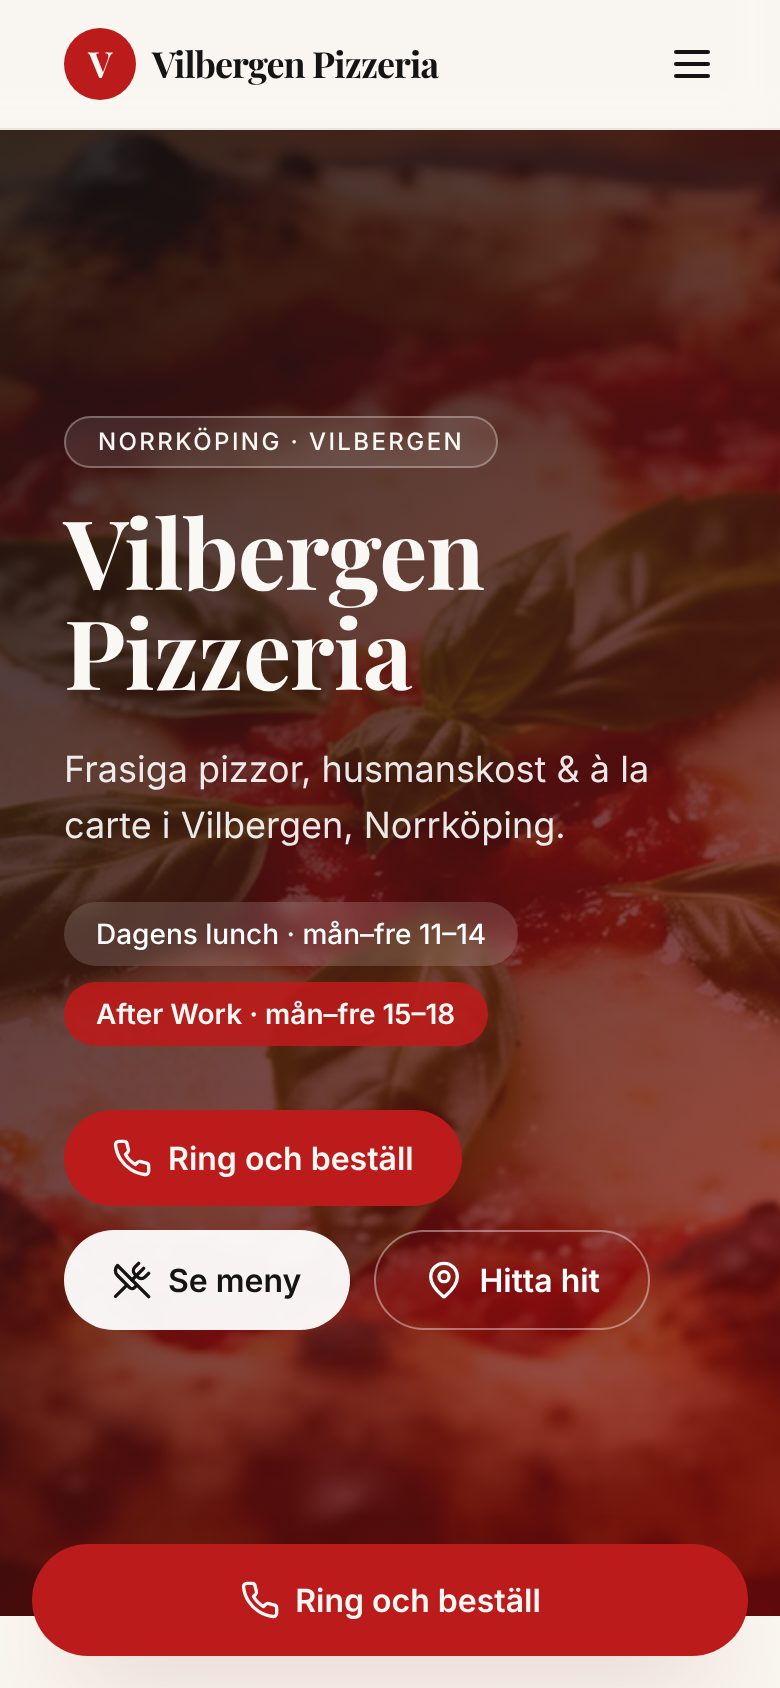 V
Vilbergen Pizzeria
NORRKÖPING · VILBERGEN
Vilbergen
Pizzeria
Frasiga pizzor, husmanskost & à la
carte i Vilbergen, Norrköping.
Dagens lunch · mån–fre 11–14
After Work · mån–fre 15–18
Ring och beställ
Se meny
Hitta hit
Ring och beställ